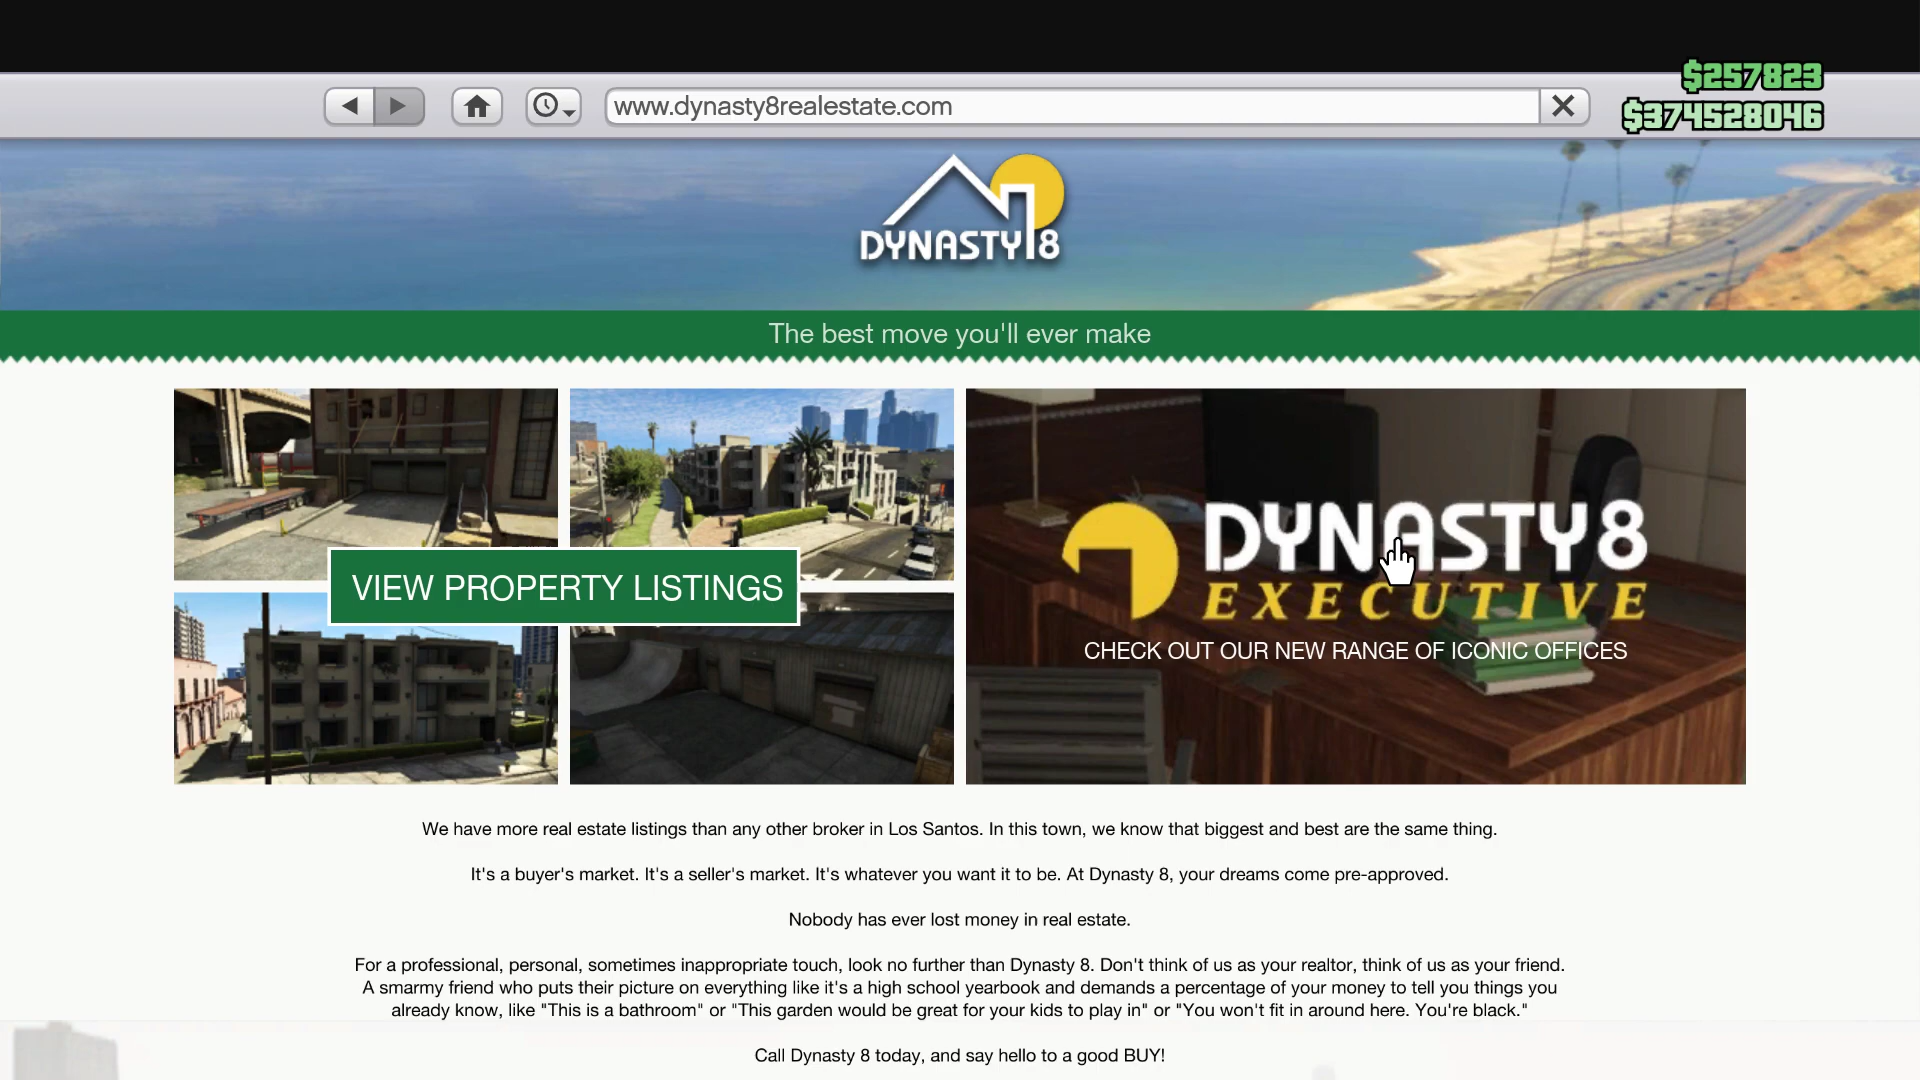 $257823
www.dynasty8realestate.com
$374528046
DYNASTY 8
The best move you'll ever make
VIEW PROPERTY LISTINGS
DYNASTY8
EXECUTIVE
CHECK OUT OUR NEW RANGE OF ICONIC OFFICES
We have more real estate listings than any other broker in Los Santos. In this town, we know that biggest and best are the same thing.
It's a buyer's market. It's a seller's market. It's whatever you want it to be. At Dynasty 8, your dreams come pre-approved.
Nobody has ever lost money in real estate.
For a professional, personal, sometimes inappropriate touch, look no further than Dynasty 8. Don't think of us as your realtor, think of us as your friend.
A smarmy friend who puts their picture on everything like it's a high school yearbook and demands a percentage of your money to tell you things you
already know, like "This is a bathroom" or "This garden would be great for your kids to play in" or "You won't fit in around here. You're black."
Call Dynasty 8 today, and say hello to a good BUY!